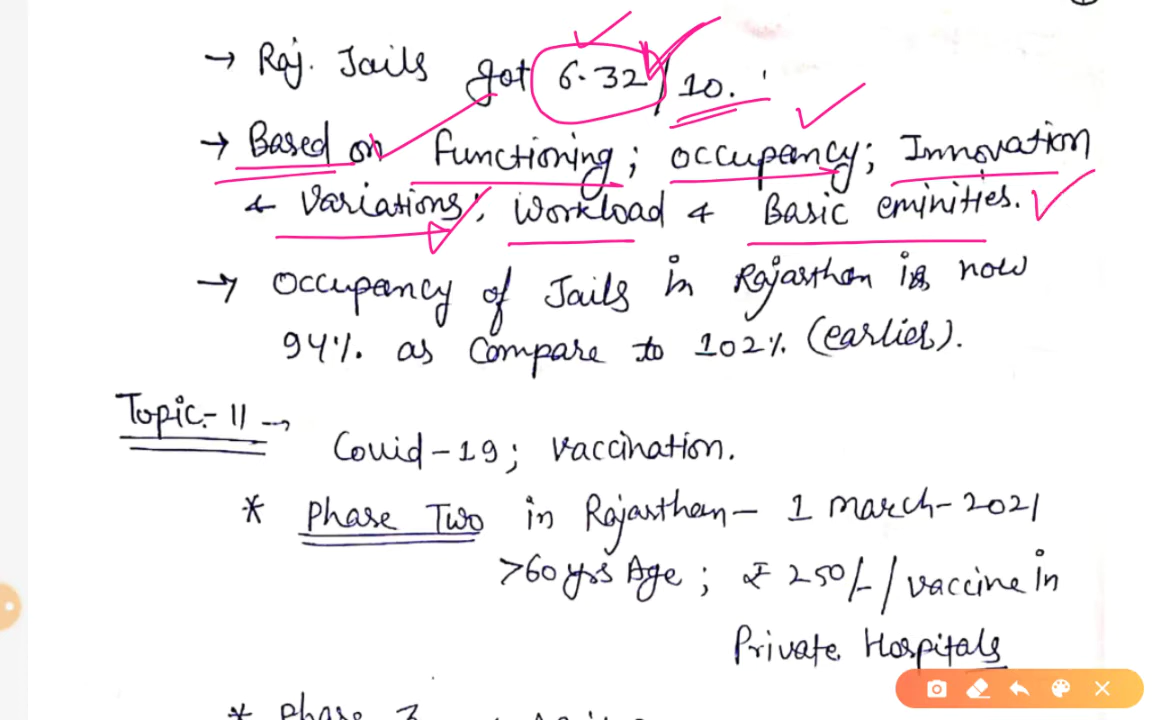 → Raj. Jails got 6.32/10.
→ Based on functioning; occupancy; Innovation
& variations; workload & Basic eminities.
→ Occupancy of Jails in Rajasthan is now
94%. as Compare to 102% (earlier).
Topic:- 11 →
Covid-19; vaccination.
* Phase Two in Rajasthan- 1 march-2021
>60 yrs Age; ₹ 250/-/vaccine in
Private Hospitals
* Phase 3